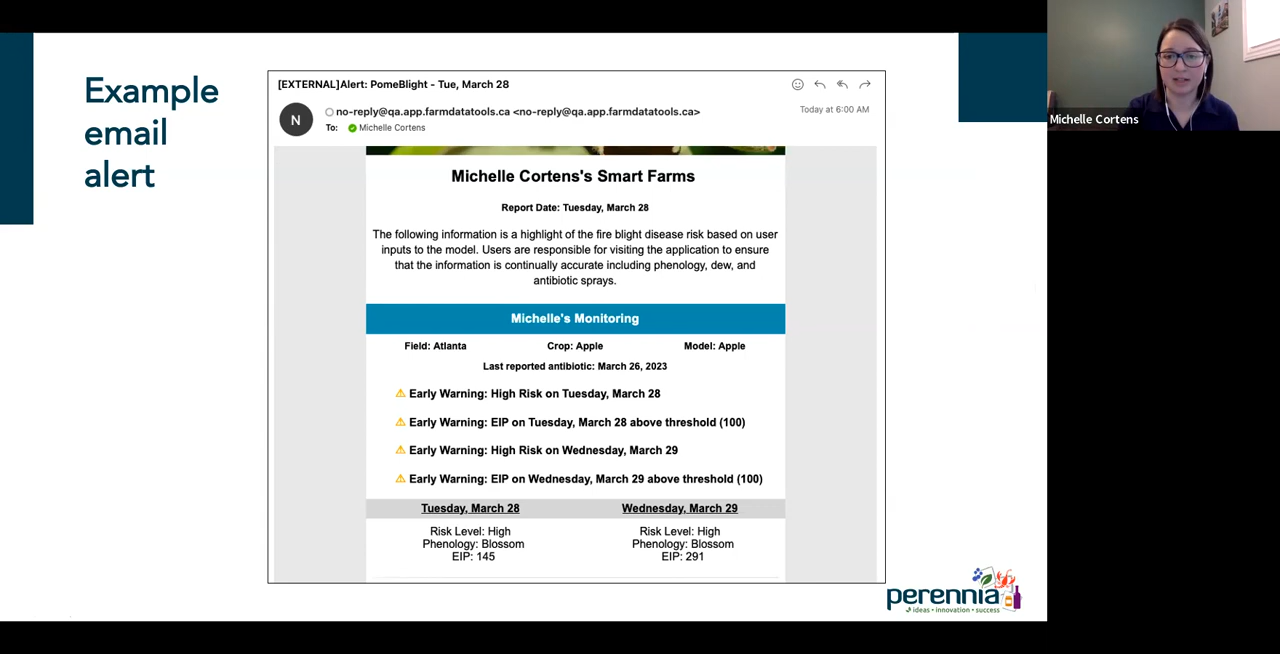 Example
email
alert
[EXTERNAL]Alert: PomeBlight - Tue, March 28
N
no-reply@qa.app.farmdatatools.ca <no-reply@qa.app.farmdatatools.ca>
Today at 6:00 AM
To: Michelle Cortens
Michelle Cortens's Smart Farms
Report Date: Tuesday, March 28
The following information is a highlight of the fire blight disease risk based on user
inputs to the model. Users are responsible for visiting the application to ensure
that the information is continually accurate including phenology, dew, and
antibiotic sprays.
Michelle's Monitoring
Field: Atlanta Crop: Apple Model: Apple
Last reported antibiotic: March 26, 2023
Early Warning: High Risk on Tuesday, March 28
Early Warning: EIP on Tuesday, March 28 above threshold (100)
Early Warning: High Risk on Wednesday, March 29
Early Warning: EIP on Wednesday, March 29 above threshold (100)
Tuesday, March 28
Risk Level: High
Phenology: Blossom
EIP: 145
Wednesday, March 29
Risk Level: High
Phenology: Blossom
EIP: 291
perennia
ideas • innovation • success
Michelle Cortens